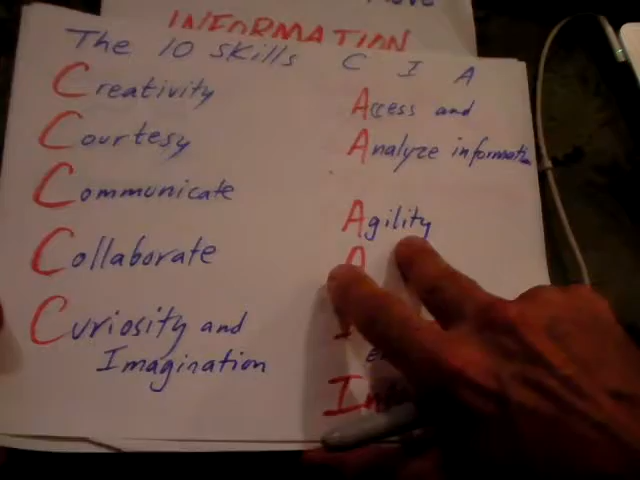 INFORMATION
The 10 Skills C I A
Creativity
Courtesy
Communicate
Collaborate
Curiosity and
Imagination
Access and
Analyze informati
Agility
A